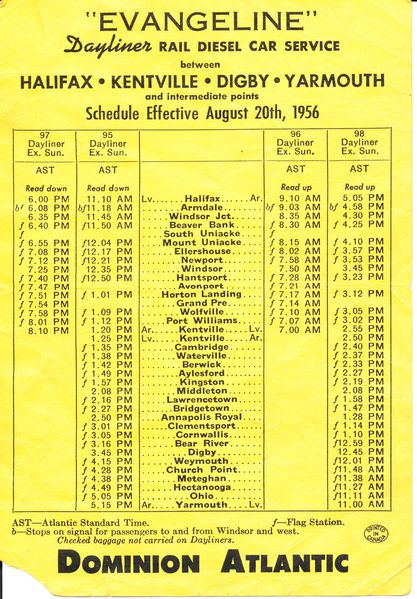 "EVANGELINE"
Dayliner RAIL DIESEL CAR SERVICE
between
HALIFAX • KENTVILLE • DIGBY • YARMOUTH
and intermediate points
Schedule Effective August 20th, 1956
97 95 96 98
Dayliner Dayliner Dayliner Dayliner
Ex. Sun. Ex. Sun. Ex. Sun. Ex. Sun.
AST AST AST AST
Read down Read down Read up Read up
6.00 PM 11.10 AM Lv. Halifax Ar. 9.10 AM 5.05 PM
bf 6.08 PM bf 11.18 AM Armdale bf 9.03 AM bf 4.58 PM
6.35 PM 11.45 AM Windsor Jct. 8.35 AM 4.30 PM
f 6.40 PM f 11.50 AM Beaver Bank f 8.30 AM f 4.25 PM
South Uniacke
f 6.55 PM f12.04 PM Mount Uniacke f 8.15 AM f 4.10 PM
f 7.08 PM f12.17 PM Ellershouse f 8.02 AM f 3.57 PM
f 7.12 PM f12.21 PM Newport f 7.58 AM f 3.53 PM
7.25 PM 12.35 PM Windsor 7.50 AM 3.45 PM
f 7.40 PM f12.50 PM Hantsport f 7.28 AM f 3.23 PM
f 7.47 PM Avonport f 7.21 AM
f 7.51 PM f 1.01 PM Horton Landing f 7.17 AM f 3.12 PM
f 7.54 PM Grand Pre f 7.14 AM
7.58 PM f 1.09 PM Wolfville f 7.10 AM f 3.05 PM
f 8.01 PM f 1.12 PM Port Williams f 7.07 AM f 3.02 PM
8.10 PM 1.20 PM Ar. Kentville Lv. 7.00 AM 2.55 PM
1.25 PM Lv. Kentville Ar. 2.50 PM
f 1.35 PM Cambridge f 2.40 PM
f 1.38 PM Waterville f 2.37 PM
f 1.42 PM Berwick f 2.33 PM
f 1.49 PM Aylesford f 2.27 PM
f 1.57 PM Kingston f 2.19 PM
2.08 PM Middleton 2.08 PM
f 2.16 PM Lawrencetown f 1.58 PM
f 2.27 PM Bridgetown f 1.47 PM
2.50 PM Annapolis Royal 1.28 PM
f 3.01 PM Clementsport f 1.14 PM
f 3.05 PM Cornwallis f 1.10 PM
f 3.16 PM Bear River f12.59 PM
3.45 PM Digby 12.45 PM
f 4.15 PM Weymouth f12.01 PM
f 4.28 PM Church Point f11.48 AM
f 4.38 PM Meteghan f11.38 AM
f 4.49 PM Hectanooga f11.27 AM
f 5.05 PM Ohio f11.11 AM
5.15 PM Ar. Yarmouth Lv. 11.00 AM
AST—Atlantic Standard Time. f—Flag Station.
b—Stops on signal for passengers to and from Windsor and west.
Checked baggage not carried on Dayliners.
PRINTED IN CANADA
DOMINION ATLANTIC